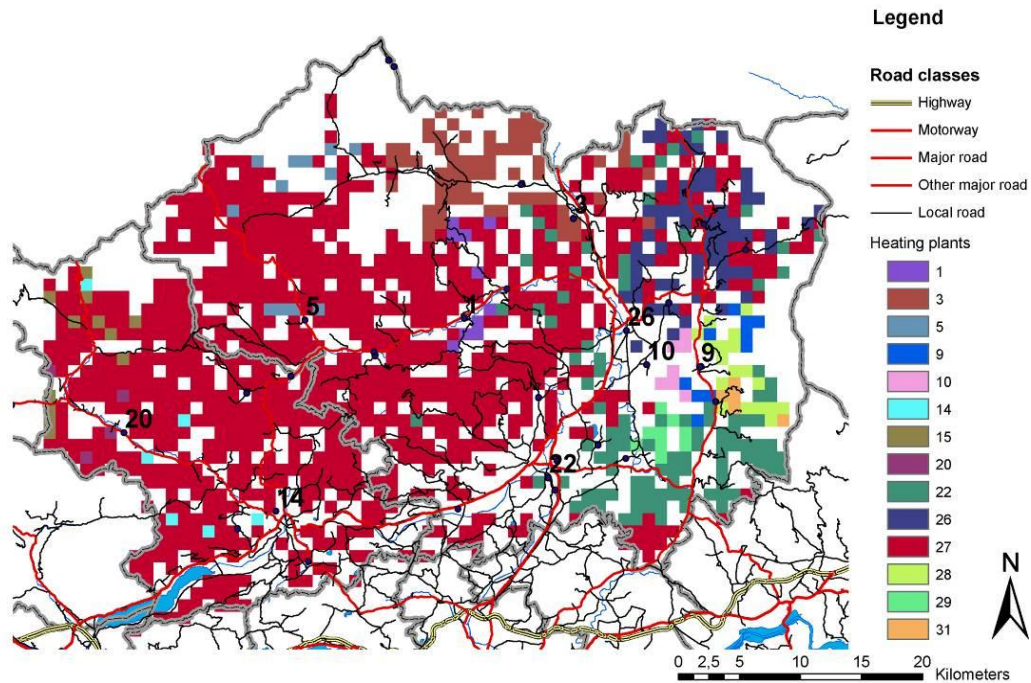 Legend
Road classes
Highway
Motorway
Major road
Other major road
Local road
Heating plants
1
3
5
9
10
14
15
20
22
26
27
28
29
31
3
5
1
26
10
9
20
22
14
N
0 2,5 5 10 15 20
Kilometers